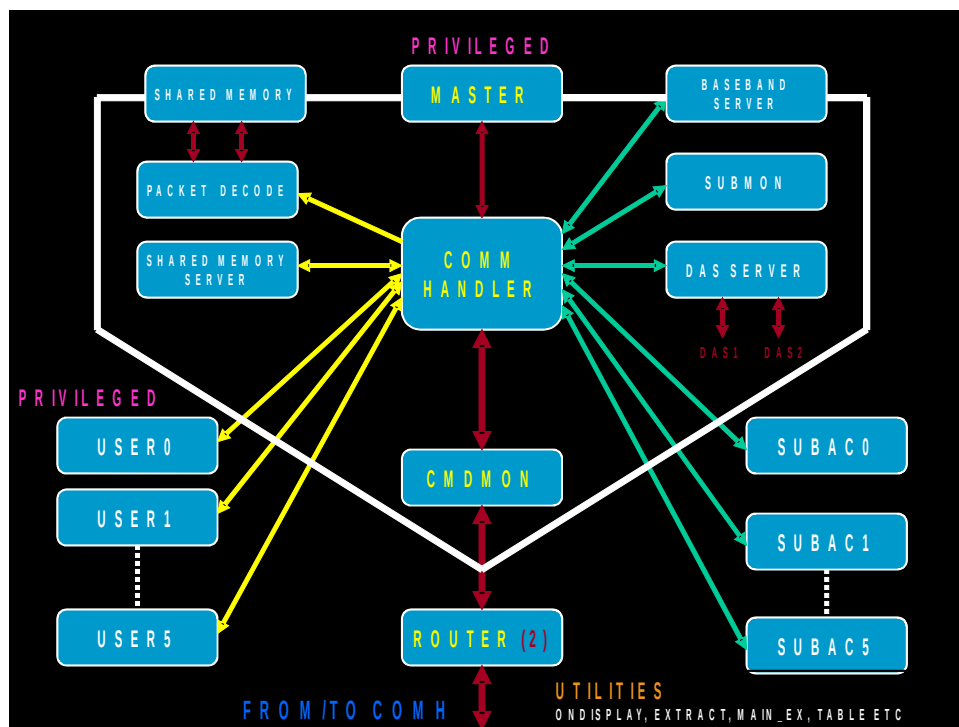 PRIVILEGED
SHARED MEMORY
MASTER
BASEBAND
SERVER
PACKET DECODE
SUBMON
SHARED MEMORY
SERVER
COMM
HANDLER
DAS SERVER
DAS1 DAS2
PRIVILEGED
USER0
CMDMON
SUBAC0
USER1
SUBAC1
USER5
ROUTER (2)
SUBAC5
FROM/TO COMH
UTILITIES
ONDISPLAY, EXTRACT, MAIN_EX, TABLE ETC